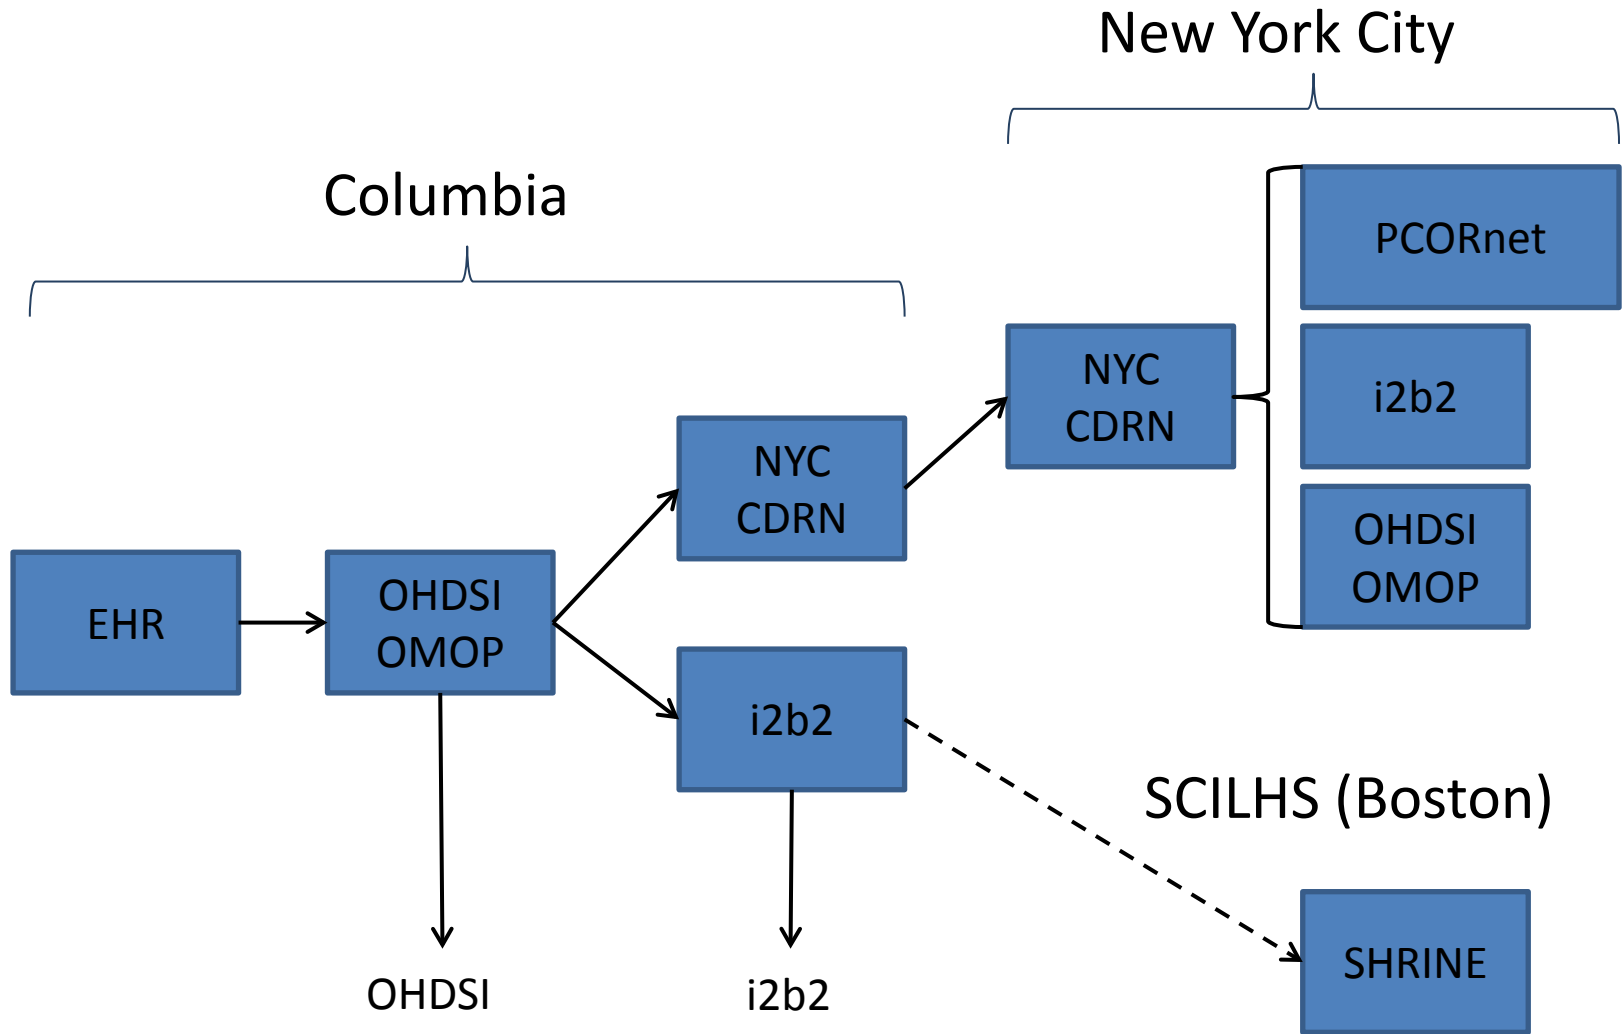 New York City
Columbia
PCORnet
NYC
CDRN
i2b2
NYC
CDRN
OHDSI
OMOP
EHR
OHDSI
OMOP
i2b2
SCILHS (Boston)
SHRINE
OHDSI
i2b2